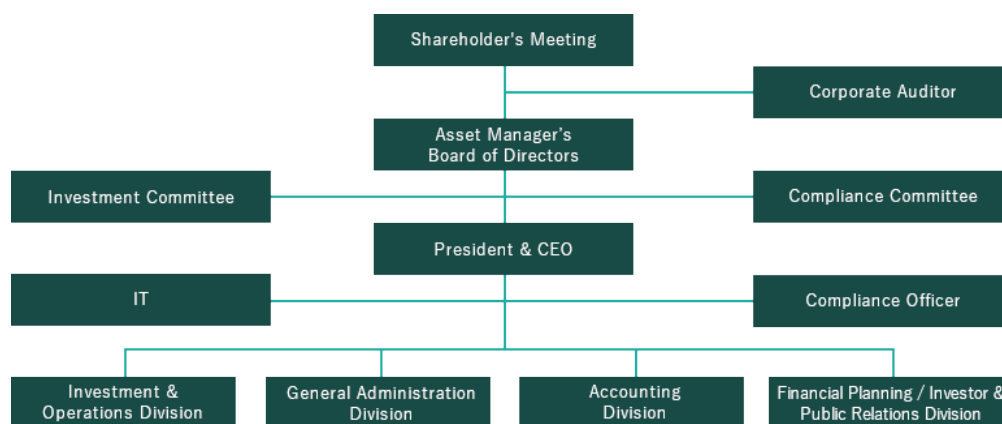 Shareholder's Meeting
Corporate Auditor
Asset Manager's
Board of Directors
Investment Committee
Compliance Committee
President & CEO
IT
Compliance Officer
Investment &
Operations Division
General Administration
Division
Accounting
Division
Financial Planning / Investor &
Public Relations Division